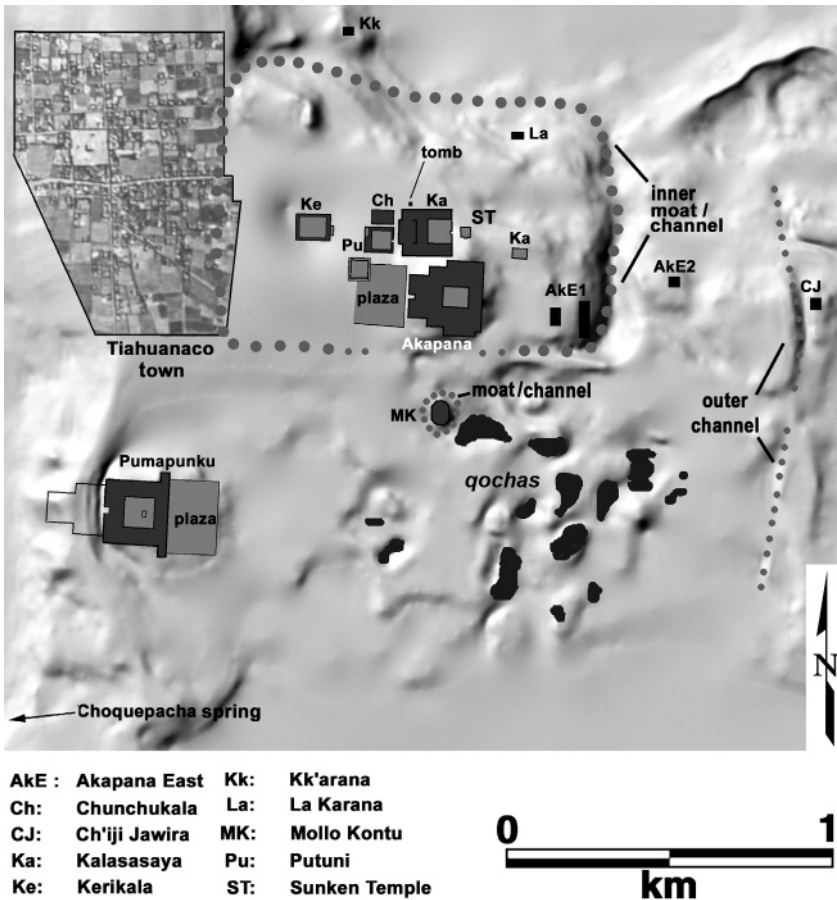 Kk
La
tomb
Ke
Ch
Ka
ST
Pu
Ka
inner
moat /
channel
AkE2
plaza
AkE1
CJ
Tiahuanaco
town
Akapana
moat/channel
MK
outer
channel
Pumapunku
qochas
plaza
N
Choquepacha spring
AkE : Akapana East Kk: Kk'arana
Ch: Chunchukala La: La Karana
CJ: Ch'iji Jawira MK: Mollo Kontu
Ka: Kalasasaya Pu: Putuni
Ke: Kerikala ST: Sunken Temple
0 1
km